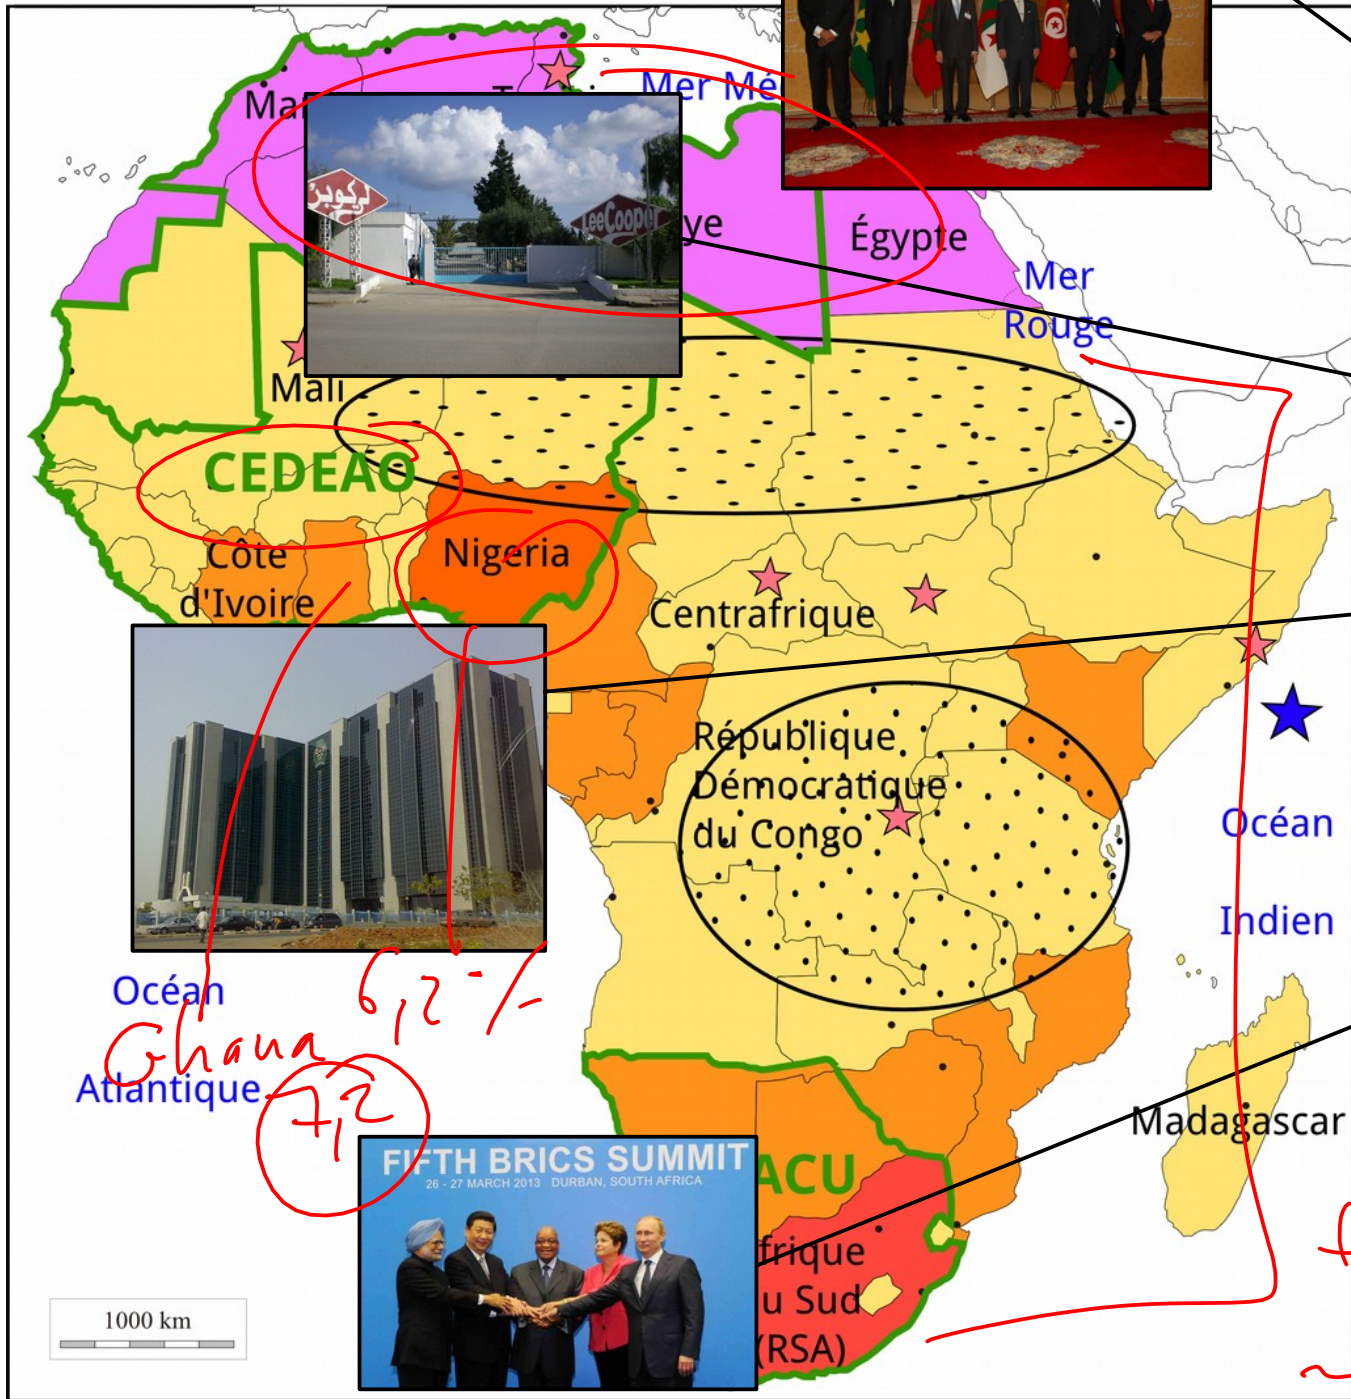 Mer Mé
Ma
لي كوبر
LeeCooper
ye
Égypte
Mer
Rouge
Mali
CEDEAO
Nigeria
Côte
d'Ivoire
Centrafrique
République
Démocratique
du Congo
Océan
Indien
Océan
Atlantique
6,2 %
Ghana
7,2
Madagascar
FIFTH BRICS SUMMIT
26 - 27 MARCH 2013 DURBAN, SOUTH AFRICA
ACU
frique
u Sud
(RSA)
1000 km